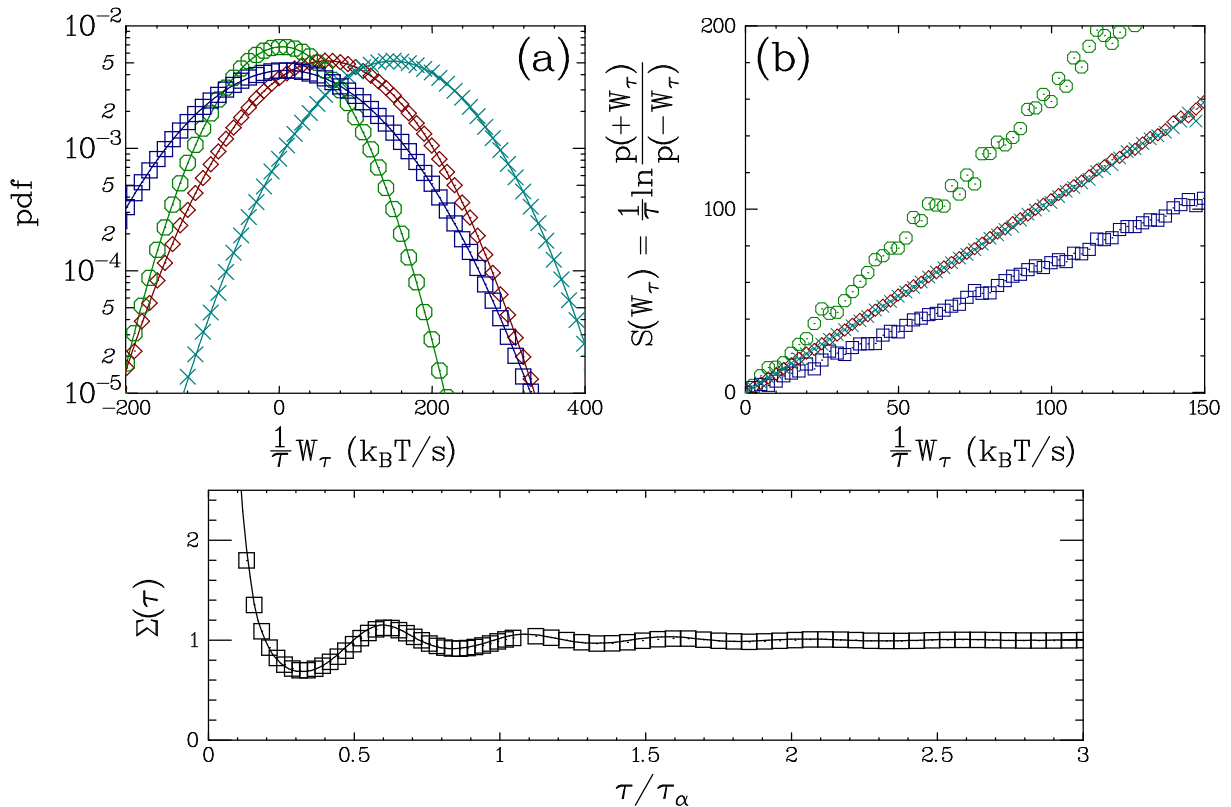 10⁻² 5 2 10⁻³ 5 2 10⁻⁴ 5 2 10⁻⁵
pdf
(a)
−200 0 200 400
1/τ W_τ (k_B T/s)
200 100 0
S(W_τ) = 1/τ ln p(+W_τ)/p(−W_τ)
(b)
0 50 100 150
1/τ W_τ (k_B T/s)
2 1 0
Σ(τ)
0 0.5 1 1.5 2 2.5 3
τ/τ_α